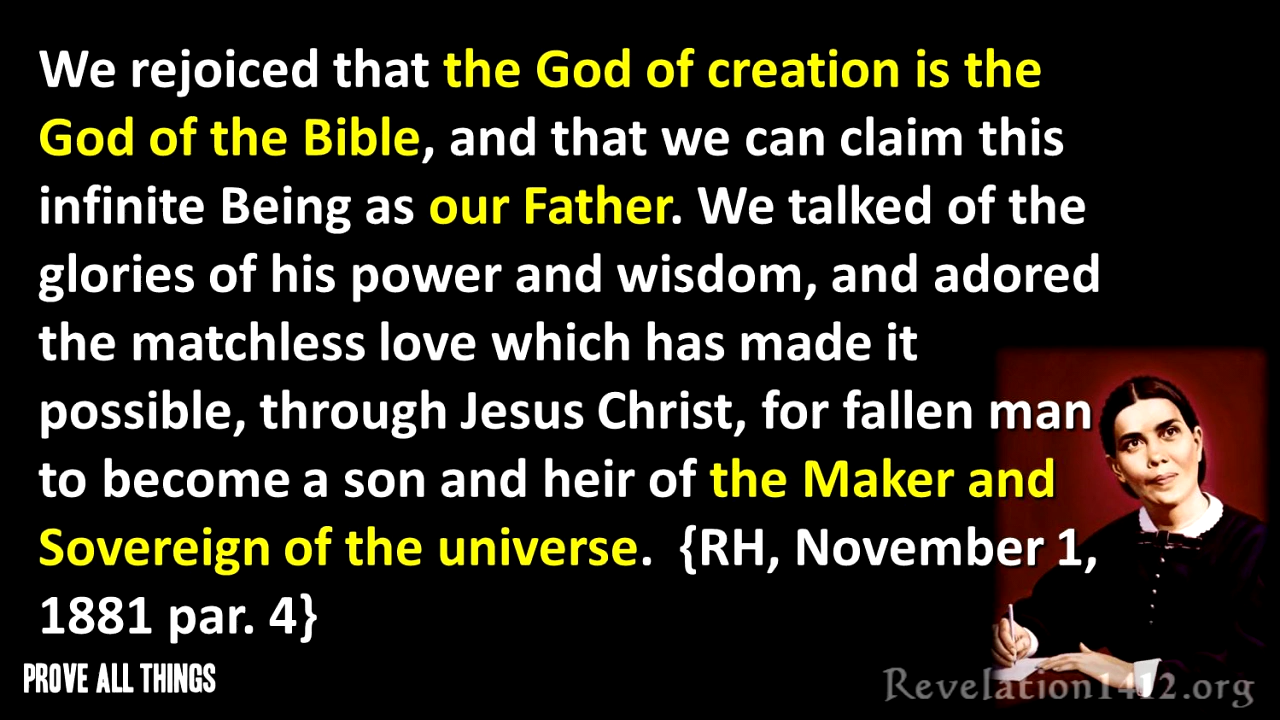 We rejoiced that the God of creation is the
God of the Bible, and that we can claim this
infinite Being as our Father. We talked of the
glories of his power and wisdom, and adored
the matchless love which has made it
possible, through Jesus Christ, for fallen man
to become a son and heir of the Maker and
Sovereign of the universe.  {RH, November 1,
1881 par. 4}
PROVE ALL THINGS
Revelation1412.org